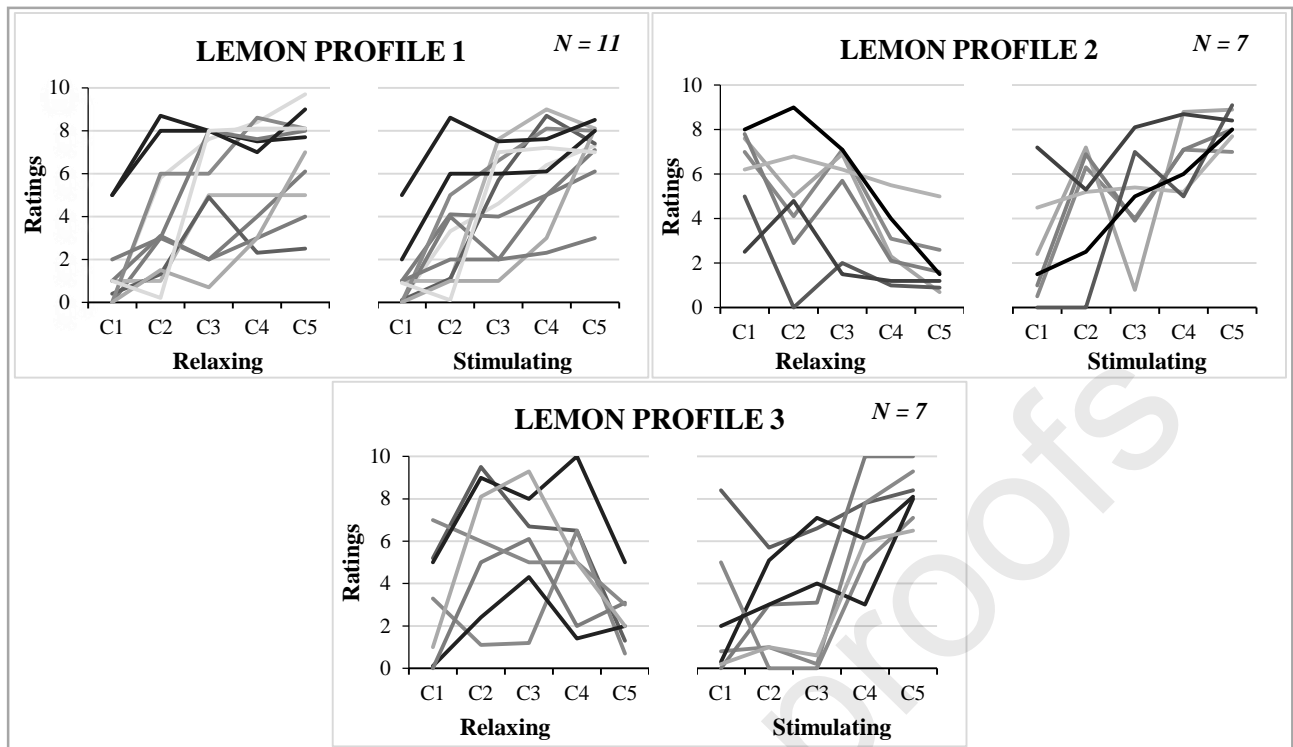 LEMON PROFILE 1
N = 11
Ratings
10
8
6
4
2
0
C1 C2 C3 C4 C5
Relaxing
C1 C2 C3 C4 C5
Stimulating
LEMON PROFILE 2
N = 7
Ratings
10
8
6
4
2
0
C1 C2 C3 C4 C5
Relaxing
C1 C2 C3 C4 C5
Stimulating
LEMON PROFILE 3
N = 7
Ratings
10
8
6
4
2
0
C1 C2 C3 C4 C5
Relaxing
C1 C2 C3 C4 C5
Stimulating
proofs